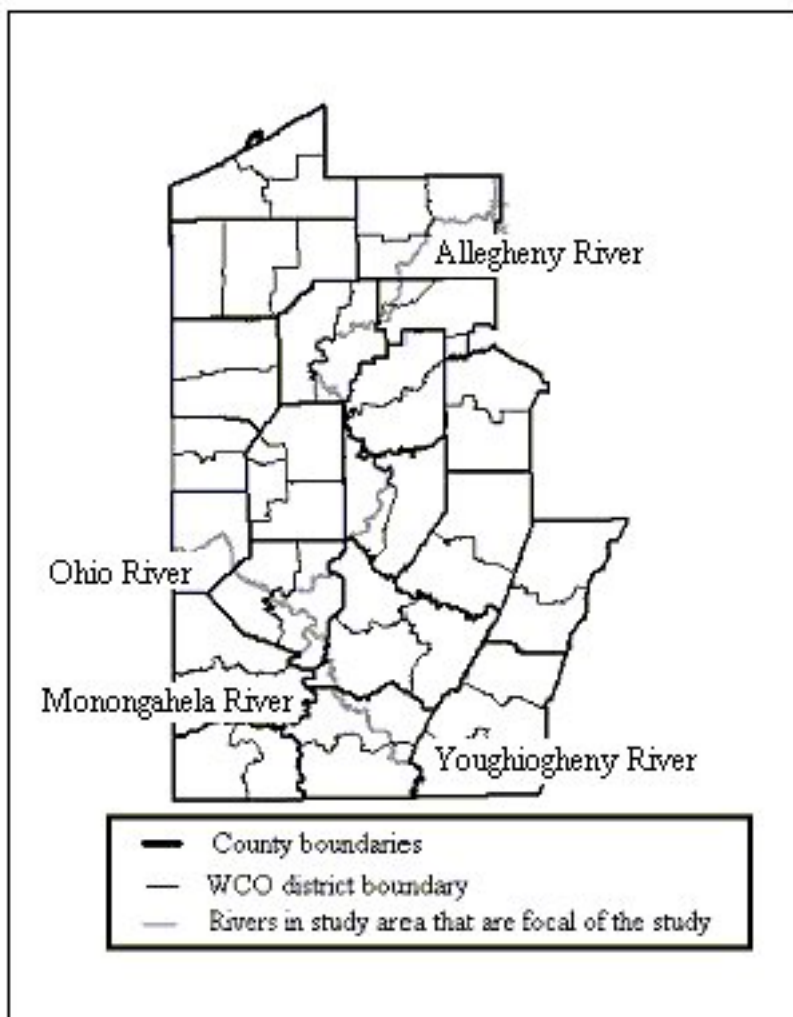 Allegheny River
Ohio River
Monongahela River
Youghiogheny River
County boundaries
WCO district boundary
Rivers in study area that are focal of the study